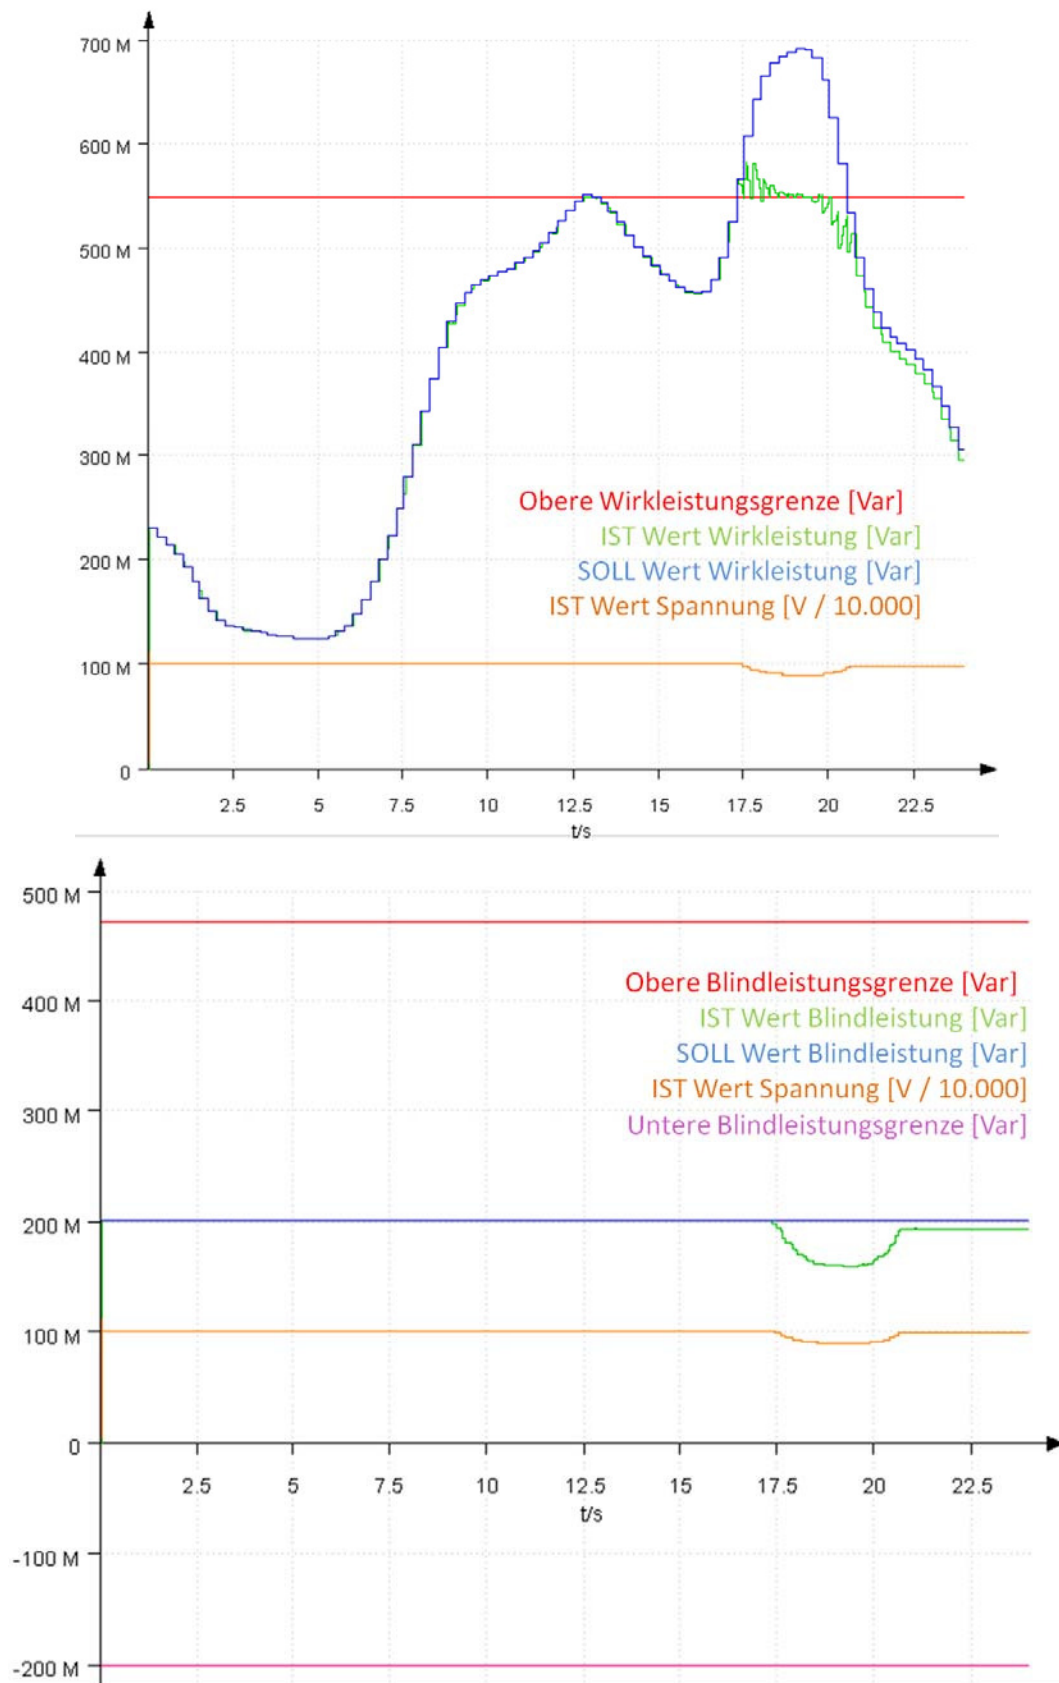 700 M
600 M
500 M
400 M
300 M
Obere Wirkleistungsgrenze [Var]
IST Wert Wirkleistung [Var]
200 M
SOLL Wert Wirkleistung [Var]
IST Wert Spannung [V / 10.000]
100 M
0
2.5 5 7.5 10 12.5 15 17.5 20 22.5
t/s
500 M
Obere Blindleistungsgrenze [Var]
400 M
IST Wert Blindleistung [Var]
SOLL Wert Blindleistung [Var]
IST Wert Spannung [V / 10.000]
300 M
Untere Blindleistungsgrenze [Var]
200 M
100 M
0
2.5 5 7.5 10 12.5 15 17.5 20 22.5
t/s
-100 M
-200 M